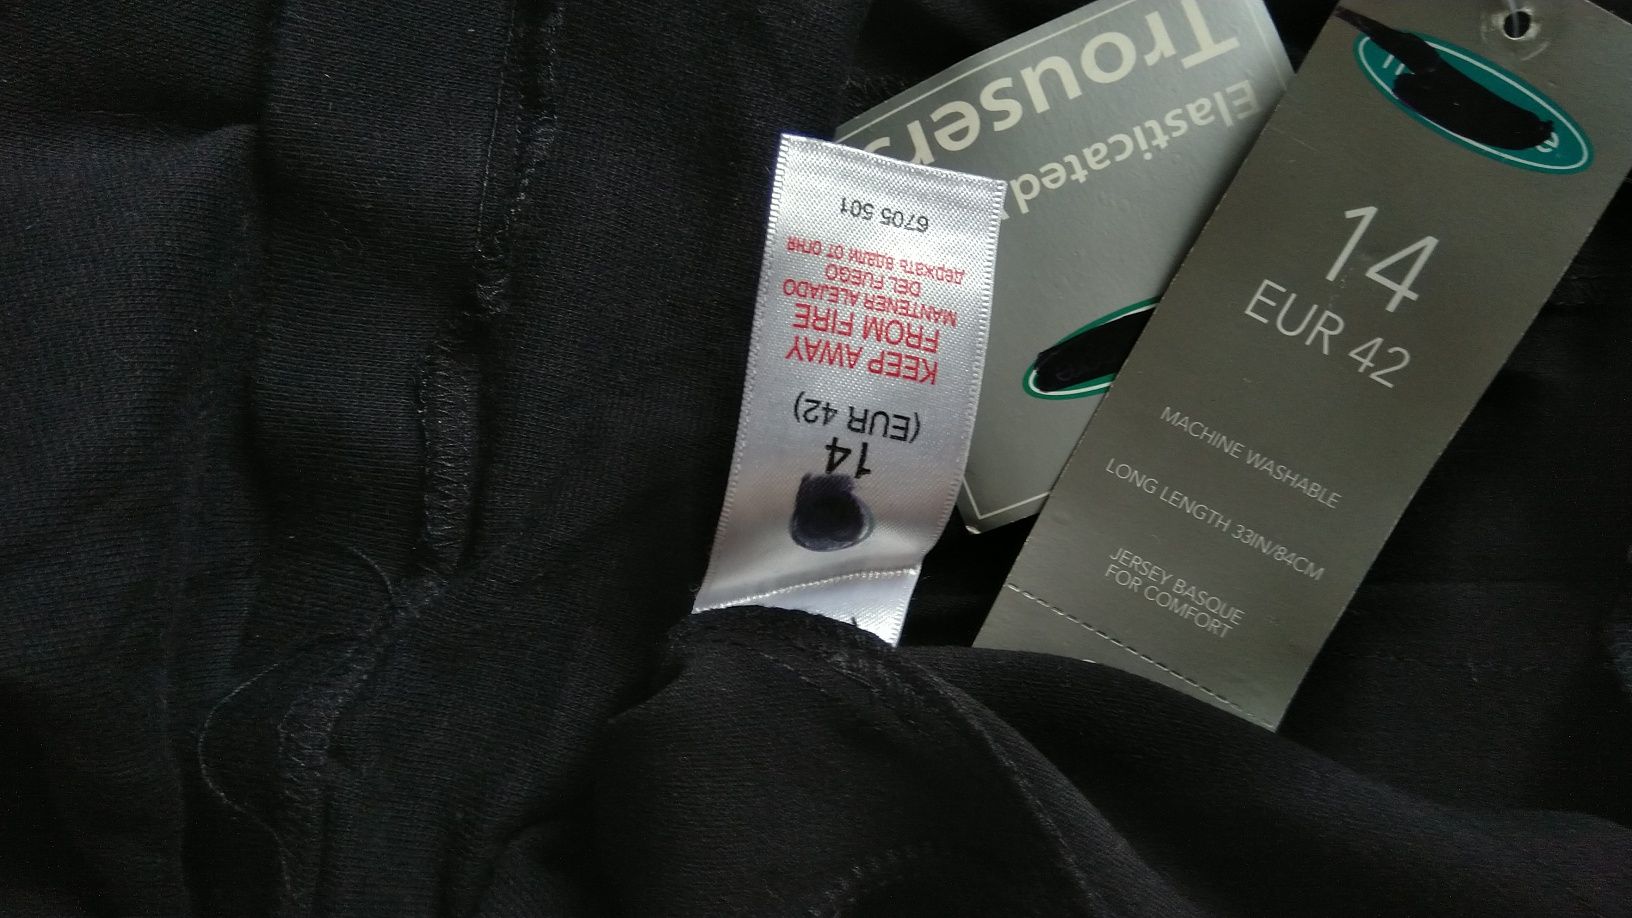 Elasticated
Trousers
14
EUR 42
MACHINE WASHABLE
LONG LENGTH 33IN/84CM
JERSEY BASQUE
FOR COMFORT
14
(EUR 42)
KEEP AWAY
FROM FIRE
MANTENER ALEJADO
DEL FUEGO
держать вдали от огня
6705 501